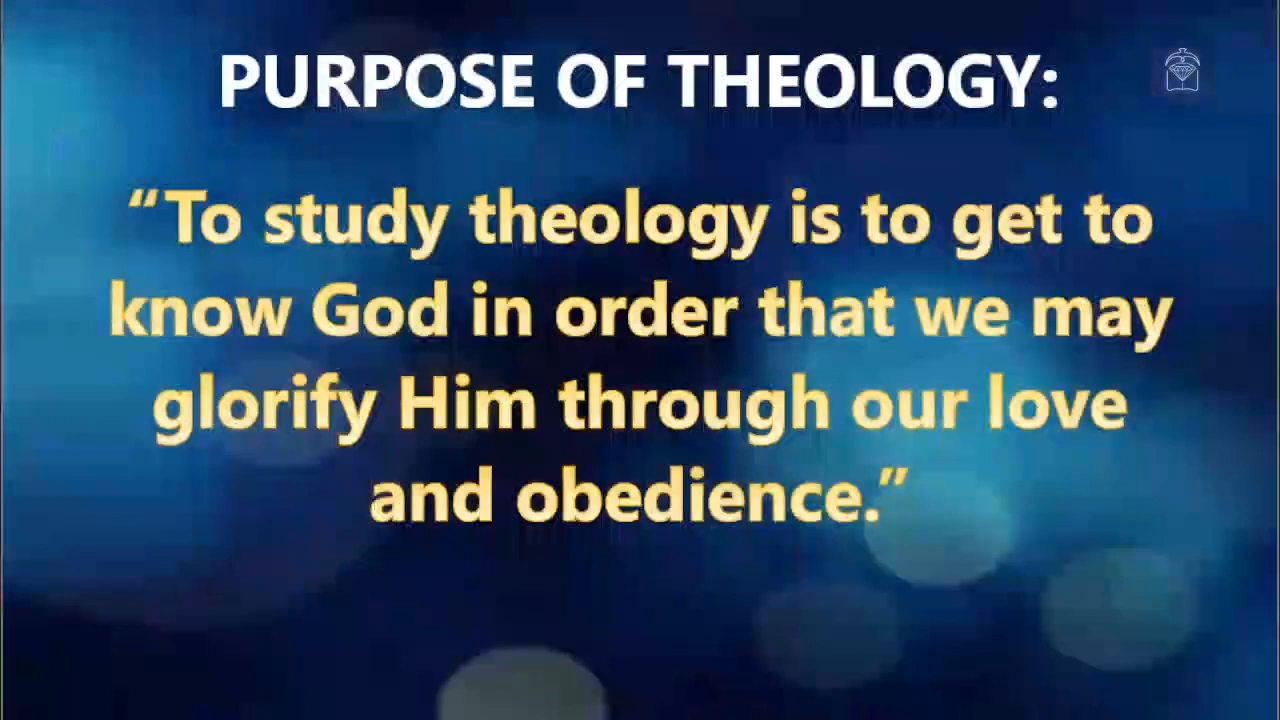 PURPOSE OF THEOLOGY:
“To study theology is to get to
know God in order that we may
glorify Him through our love
and obedience.”